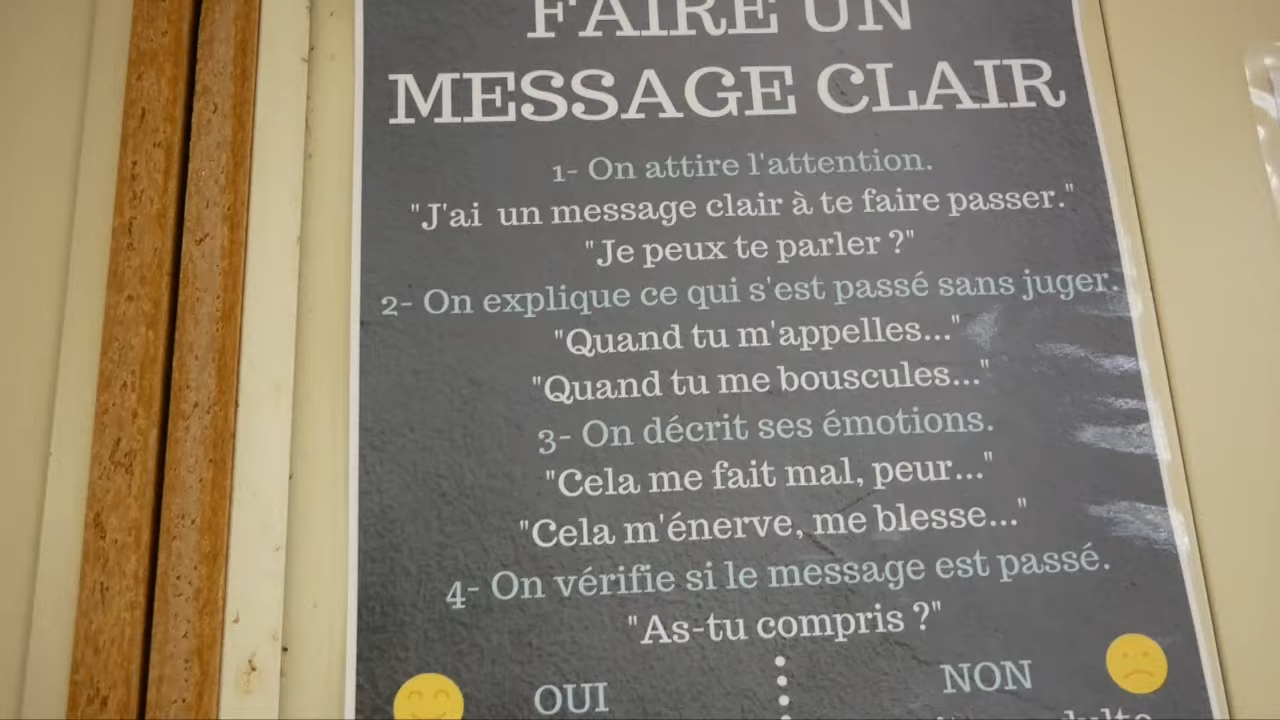 FAIRE UN
MESSAGE CLAIR
1- On attire l'attention.
"J'ai un message clair à te faire passer."
"Je peux te parler ?"
2- On explique ce qui s'est passé sans juger.
"Quand tu m'appelles..."
"Quand tu me bouscules..."
3- On décrit ses émotions.
"Cela me fait mal, peur..."
"Cela m'énerve, me blesse..."
4- On vérifie si le message est passé.
"As-tu compris ?"
OUI NON